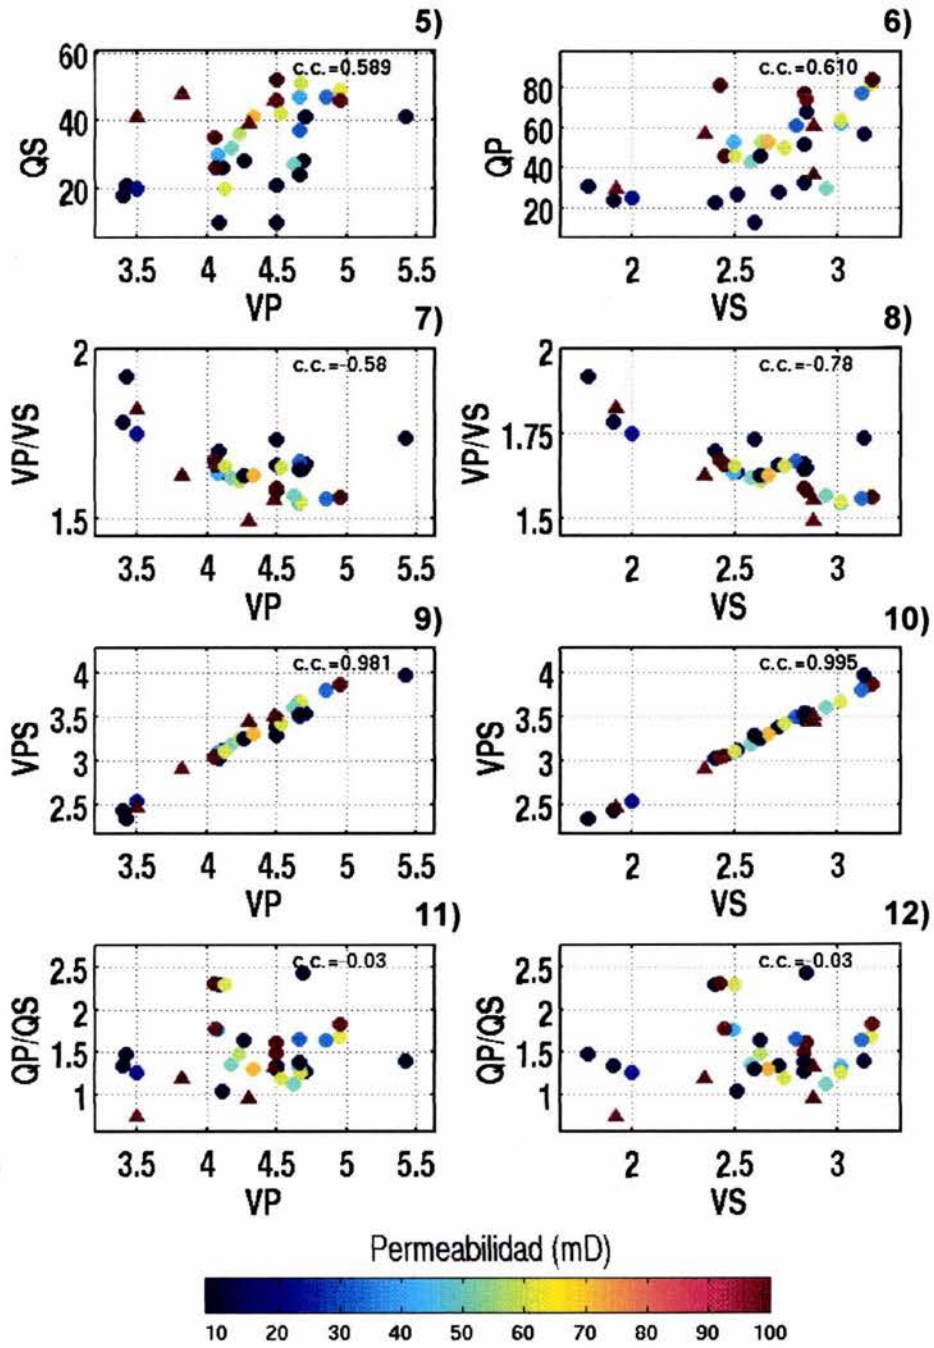 5)
6)
60
40
20
QS
c.c.=0.589
3.5 4 4.5 5 5.5
VP
80
60
40
20
QP
c.c.=0.610
2 2.5 3
VS
7)
8)
2
1.5
VP/VS
c.c.=-0.58
3.5 4 4.5 5 5.5
VP
2
1.75
1.5
VP/VS
c.c.=-0.78
2 2.5 3
VS
9)
10)
4
3.5
3
2.5
VPS
c.c.=0.981
3.5 4 4.5 5 5.5
VP
4
3.5
3
2.5
VPS
c.c.=0.995
2 2.5 3
VS
11)
12)
2.5
2
1.5
1
QP/QS
c.c.=-0.03
3.5 4 4.5 5 5.5
VP
2.5
2
1.5
1
QP/QS
c.c.=-0.03
2 2.5 3
VS
Permeabilidad (mD)
10 20 30 40 50 60 70 80 90 100